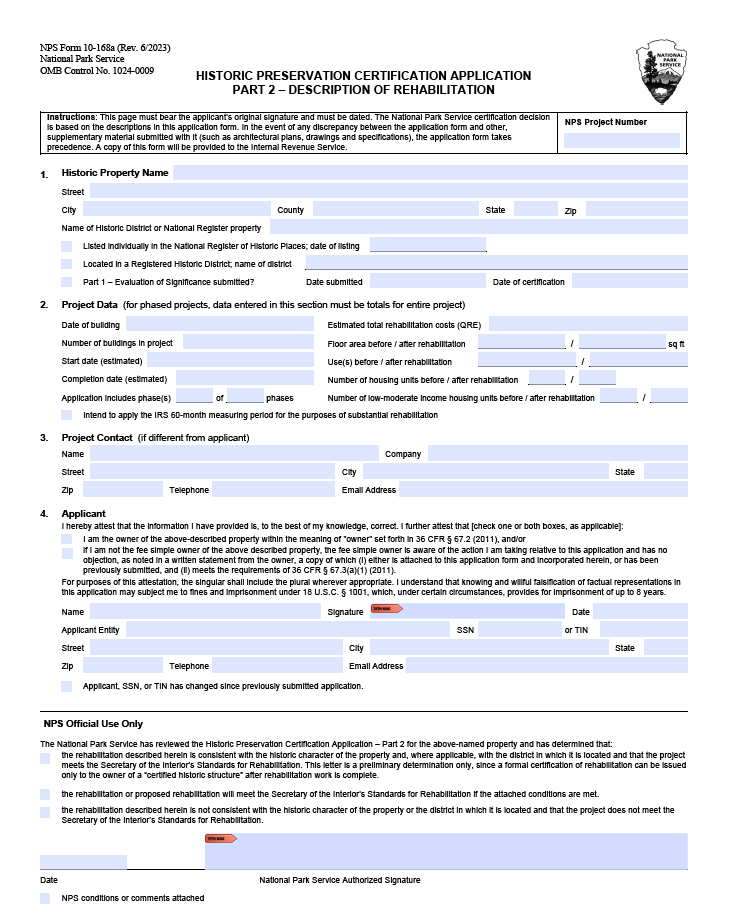 NPS Form 10-168a (Rev. 6/2023)
National Park Service
OMB Control No. 1024-0009
HISTORIC PRESERVATION CERTIFICATION APPLICATION
PART 2 – DESCRIPTION OF REHABILITATION
NATIONAL
PARK
SERVICE
Instructions: This page must bear the applicant's original signature and must be dated. The National Park Service certification decision
is based on the descriptions in this application form. In the event of any discrepancy between the application form and other,
supplementary material submitted with it (such as architectural plans, drawings and specifications), the application form takes
precedence. A copy of this form will be provided to the Internal Revenue Service.
NPS Project Number
1. Historic Property Name
Street
City County State Zip
Name of Historic District or National Register property
Listed individually in the National Register of Historic Places; date of listing
Located in a Registered Historic District; name of district
Part 1 – Evaluation of Significance submitted? Date submitted Date of certification
2. Project Data (for phased projects, data entered in this section must be totals for entire project)
Date of building Estimated total rehabilitation costs (QRE)
Number of buildings in project Floor area before / after rehabilitation / sq ft
Start date (estimated) Use(s) before / after rehabilitation /
Completion date (estimated) Number of housing units before / after rehabilitation /
Application includes phase(s) of phases Number of low-moderate income housing units before / after rehabilitation /
Intend to apply the IRS 60-month measuring period for the purposes of substantial rehabilitation
3. Project Contact (if different from applicant)
Name Company
Street City State
Zip Telephone Email Address
4. Applicant
I hereby attest that the information I have provided is, to the best of my knowledge, correct. I further attest that [check one or both boxes, as applicable]:
I am the owner of the above-described property within the meaning of "owner" set forth in 36 CFR § 67.2 (2011), and/or
if I am not the fee simple owner of the above described property, the fee simple owner is aware of the action I am taking relative to this application and has no
objection, as noted in a written statement from the owner, a copy of which (i) either is attached to this application form and incorporated herein, or has been
previously submitted, and (ii) meets the requirements of 36 CFR § 67.3(a)(1) (2011).
For purposes of this attestation, the singular shall include the plural wherever appropriate. I understand that knowing and willful falsification of factual representations in
this application may subject me to fines and imprisonment under 18 U.S.C. § 1001, which, under certain circumstances, provides for imprisonment of up to 8 years.
Name Signature Date
Applicant Entity SSN or TIN
Street City State
Zip Telephone Email Address
Applicant, SSN, or TIN has changed since previously submitted application.
NPS Official Use Only
The National Park Service has reviewed the Historic Preservation Certification Application – Part 2 for the above-named property and has determined that:
the rehabilitation described herein is consistent with the historic character of the property and, where applicable, with the district in which it is located and that the project
meets the Secretary of the Interior's Standards for Rehabilitation. This letter is a preliminary determination only, since a formal certification of rehabilitation can be issued
only to the owner of a "certified historic structure" after rehabilitation work is complete.
the rehabilitation or proposed rehabilitation will meet the Secretary of the Interior's Standards for Rehabilitation if the attached conditions are met.
the rehabilitation described herein is not consistent with the historic character of the property or the district in which it is located and that the project does not meet the
Secretary of the Interior's Standards for Rehabilitation.
Date National Park Service Authorized Signature
NPS conditions or comments attached